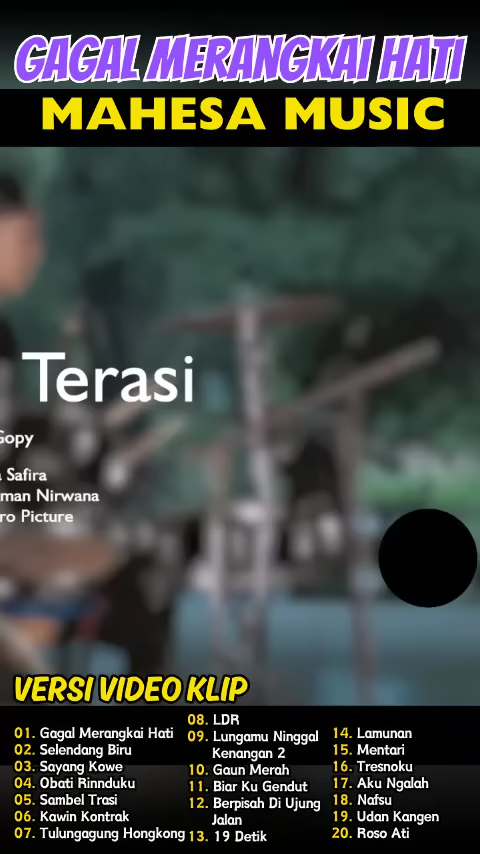 GAGAL MERANGKAI HATI
MAHESA MUSIC
Terasi
Gopy
Safira
man Nirwana
ro Picture
VERSI VIDEO KLIP
01. Gagal Merangkai Hati
02. Selendang Biru
03. Sayang Kowe
04. Obati Rinnduku
05. Sambel Trasi
06. Kawin Kontrak
07. Tulungagung Hongkong
08. LDR
09. Lungamu Ninggal
Kenangan 2
10. Gaun Merah
11. Biar Ku Gendut
12. Berpisah Di Ujung
Jalan
13. 19 Detik
14. Lamunan
15. Mentari
16. Tresnoku
17. Aku Ngalah
18. Nafsu
19. Udan Kangen
20. Roso Ati